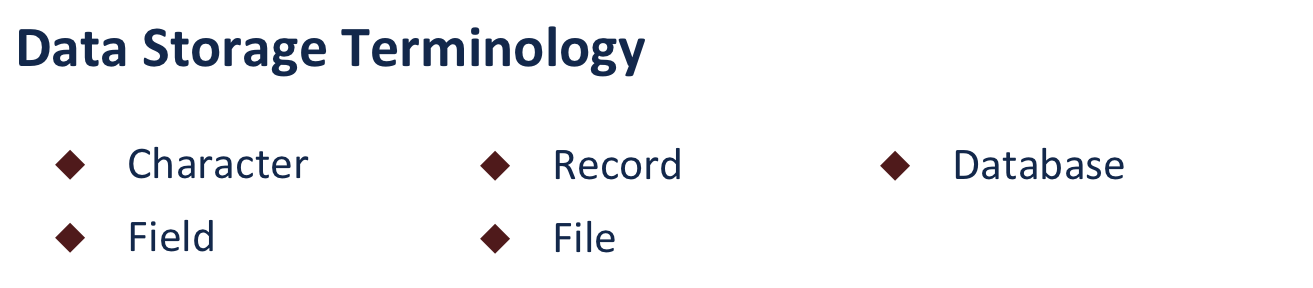 Data Storage Terminology
◆ Character
◆ Field
◆ Record
◆ File
◆ Database